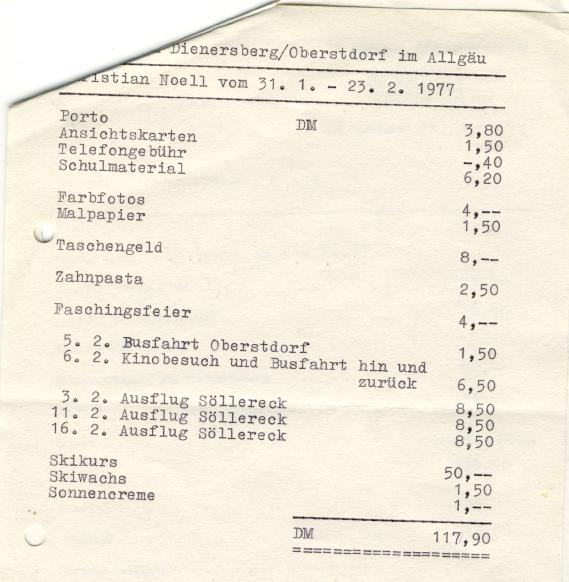 Dienersberg/Oberstdorf im Allgäu
ristian Noell vom 31. 1. - 23. 2. 1977
Porto DM 3,80
Ansichtskarten 1,50
Telefongebühr -,40
Schulmaterial 6,20
Farbfotos 4,--
Malpapier 1,50
Taschengeld 8,--
Zahnpasta 2,50
Faschingsfeier 4,--
5. 2. Busfahrt Oberstdorf 1,50
6. 2. Kinobesuch und Busfahrt hin und
zurück 6,50
3. 2. Ausflug Söllereck 8,50
11. 2. Ausflug Söllereck 8,50
16. 2. Ausflug Söllereck 8,50
Skikurs 50,--
Skiwachs 1,50
Sonnencreme 1,--
DM 117,90
====================